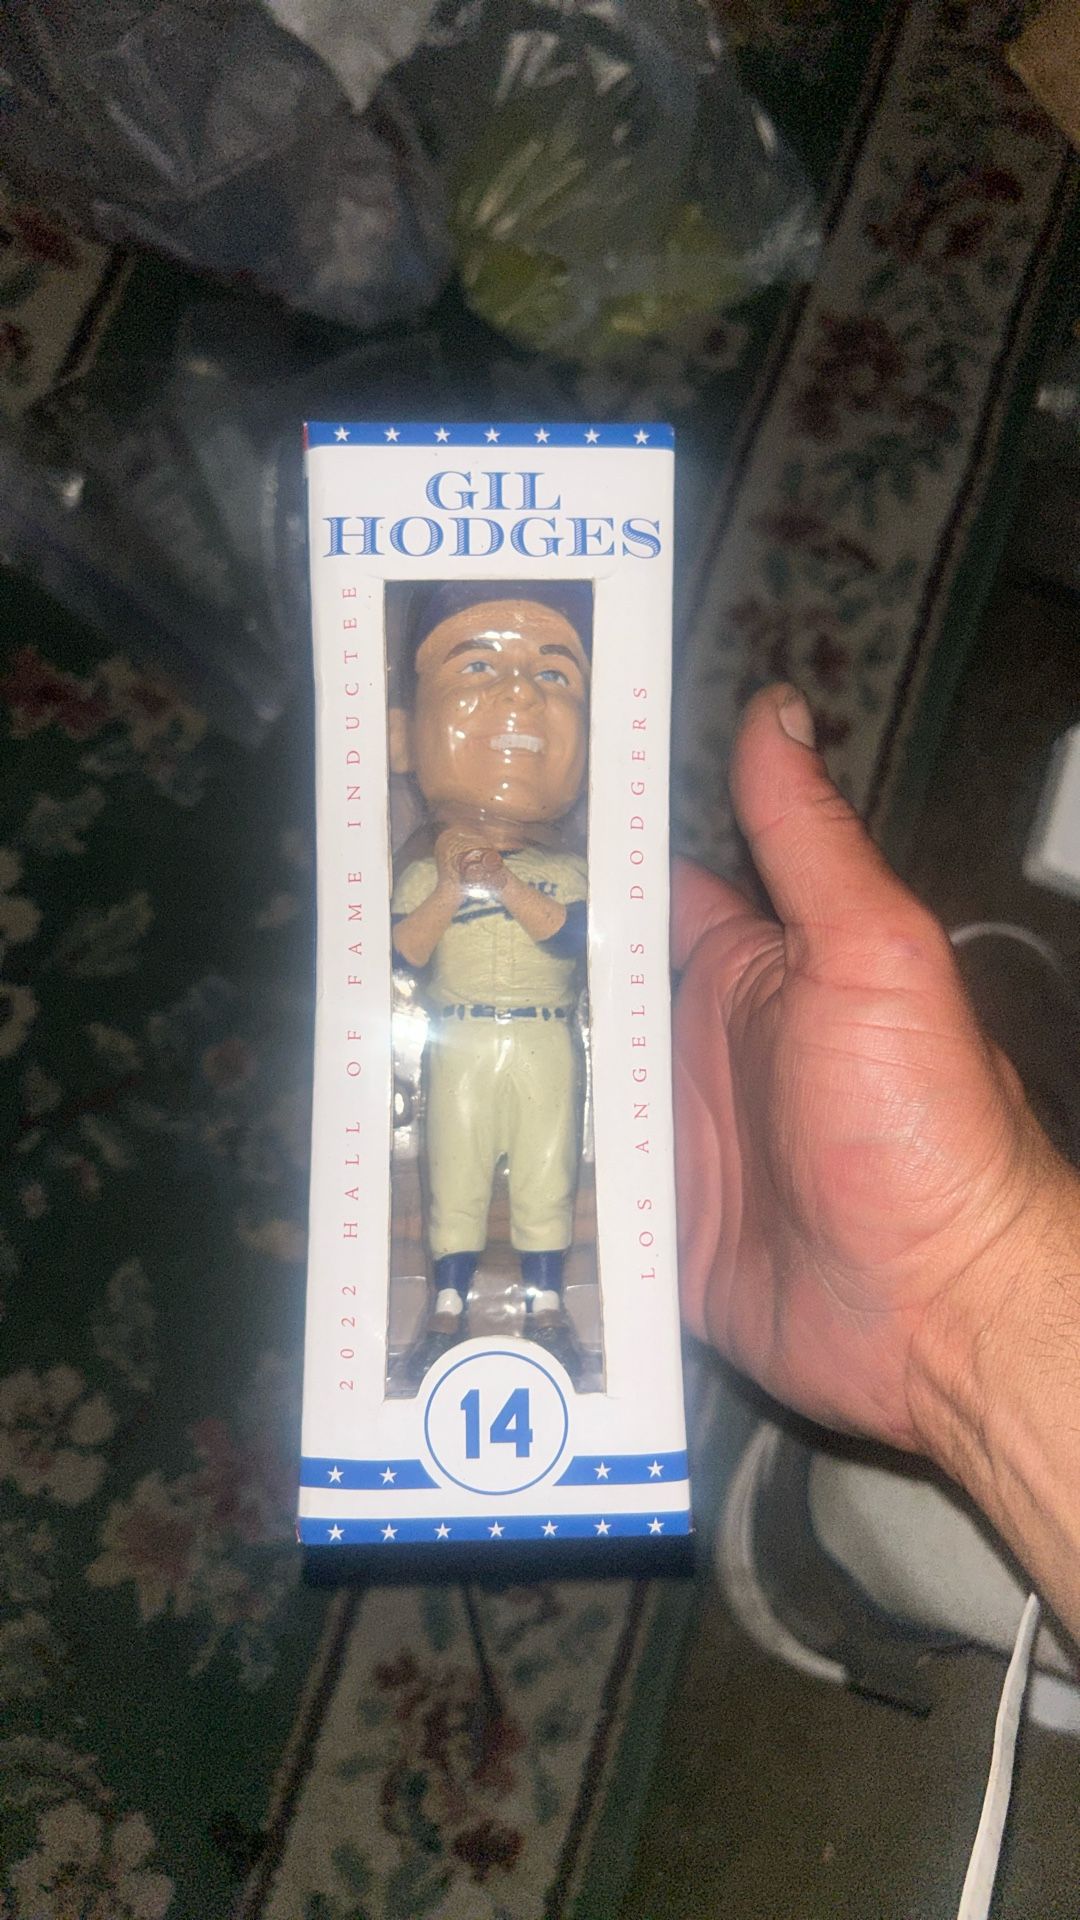 GIL
HODGES
2022 HALL OF FAME INDUCTEE
LOS ANGELES DODGERS
14